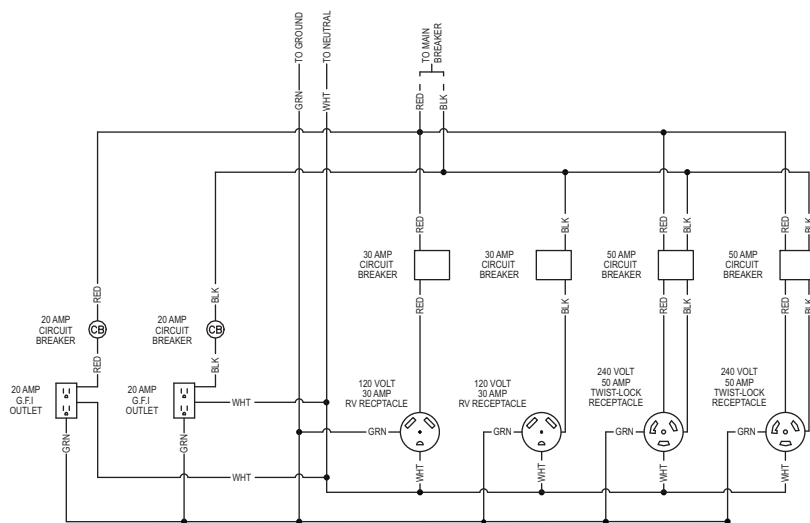 TO GROUND
TO NEUTRAL
TO MAIN
BREAKER
GRN
WHT
RED
BLK
RED
BLK
RED
BLK
RED
BLK
30 AMP
CIRCUIT
BREAKER
30 AMP
CIRCUIT
BREAKER
50 AMP
CIRCUIT
BREAKER
50 AMP
CIRCUIT
BREAKER
RED
BLK
RED
BLK
RED
BLK
RED
BLK
20 AMP
CIRCUIT
BREAKER
CB
20 AMP
CIRCUIT
BREAKER
CB
RED
BLK
20 AMP
G.F.I
OUTLET
20 AMP
G.F.I
OUTLET
120 VOLT
30 AMP
RV RECPTACLE
120 VOLT
30 AMP
RV RECEPTACLE
240 VOLT
50 AMP
TWIST-LOCK
RECEPTACLE
240 VOLT
50 AMP
TWIST-LOCK
RECEPTACLE
WHT
GRN
GRN
GRN
GRN
GRN
GRN
WHT
WHT
WHT
WHT
WHT